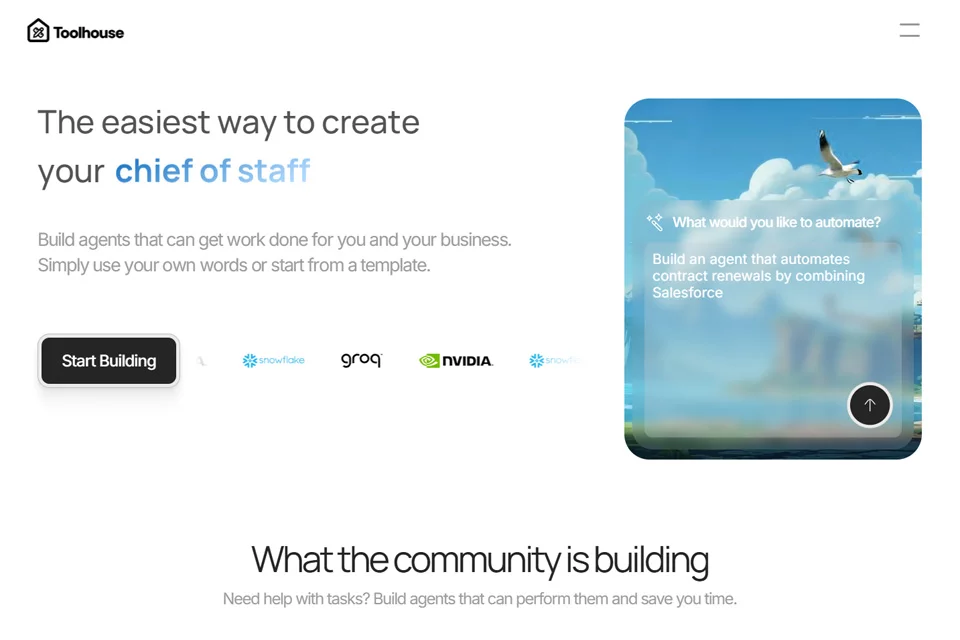 Toolhouse
The easiest way to create
your chief of staff
Build agents that can get work done for you and your business.
Simply use your own words or start from a template.
Start Building
snowflake
groq
NVIDIA
snowfl
What would you like to automate?
Build an agent that automates
contract renewals by combining
Salesforce
What the community is building
Need help with tasks? Build agents that can perform them and save you time.